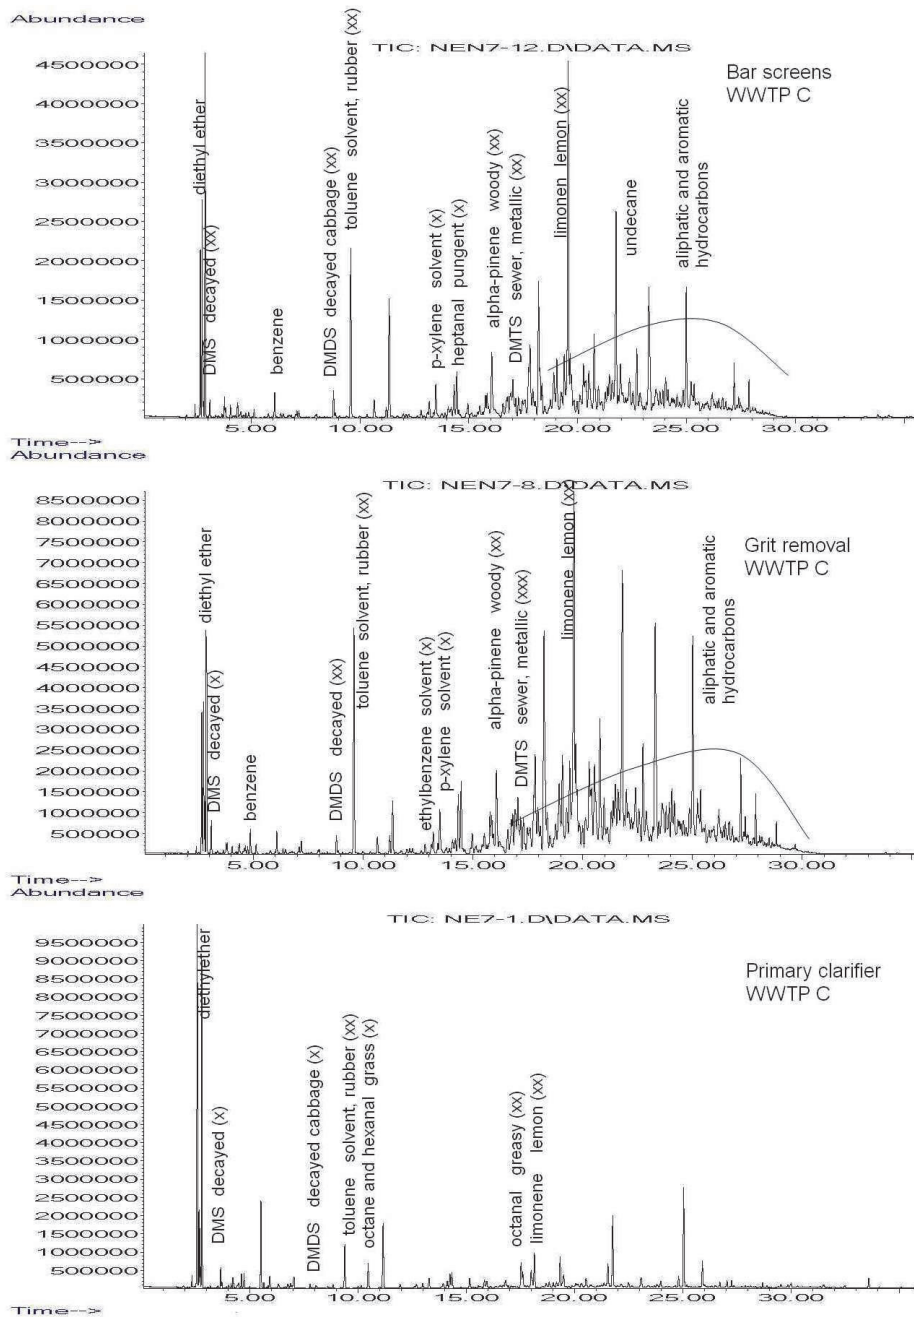 Abundance
TIC: NEN7-12.D\DATA.MS
Bar screens
WWTP C
4500000
4000000
3500000
3000000
2500000
2000000
1500000
1000000
500000
diethyl ether
DMS decayed (xx)
benzene
DMDS decayed cabbage (xx)
toluene solvent, rubber (xx)
p-xylene solvent (x)
heptanal pungent (x)
alpha-pinene woody (xx)
DMTS sewer, metallic (xx)
limonen lemon (xx)
undecane
aliphatic and aromatic
hydrocarbons
5.00 10.00 15.00 20.00 25.00 30.00
Time-->
Abundance
TIC: NEN7-8.D\DATA.MS
Grit removal
WWTP C
8500000
8000000
7500000
7000000
6500000
6000000
5500000
5000000
4500000
4000000
3500000
3000000
2500000
2000000
1500000
1000000
500000
diethyl ether
DMS decayed (x)
benzene
DMDS decayed (xx)
toluene solvent, rubber (xx)
ethylbenzene solvent (x)
p-xylene solvent (x)
alpha-pinene woody (xx)
DMTS sewer, metallic (xxx)
limonene lemon (xx)
aliphatic and aromatic
hydrocarbons
5.00 10.00 15.00 20.00 25.00 30.00
Time-->
Abundance
TIC: NE7-1.D\DATA.MS
Primary clarifier
WWTP C
9500000
9000000
8500000
8000000
7500000
7000000
6500000
6000000
5500000
5000000
4500000
4000000
3500000
3000000
2500000
2000000
1500000
1000000
500000
diethylether
DMS decayed (x)
DMDS decayed cabbage (x)
toluene solvent, rubber (xx)
octane and hexanal grass (x)
octanal greasy (xx)
limonene lemon (xx)
5.00 10.00 15.00 20.00 25.00 30.00
Time-->